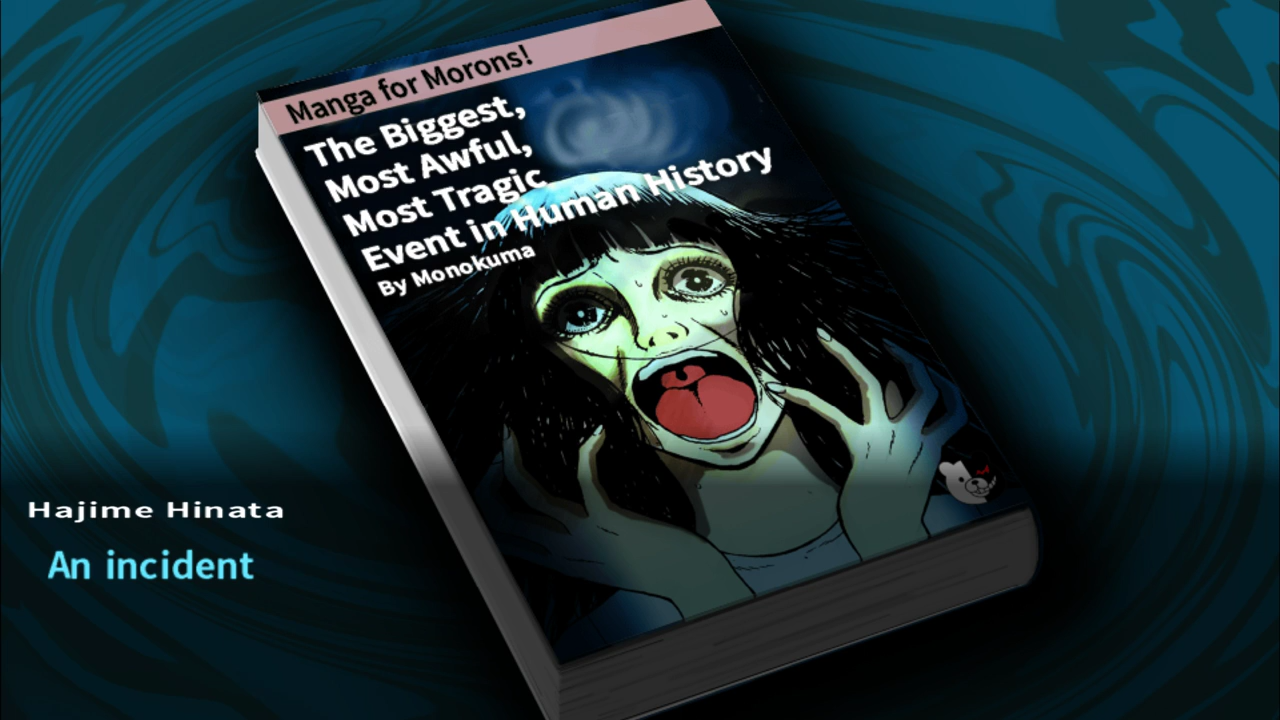 Manga for Morons!
The Biggest,
Most Awful,
Most Tragic
Event in Human History
By Monokuma
Hajime Hinata
An incident